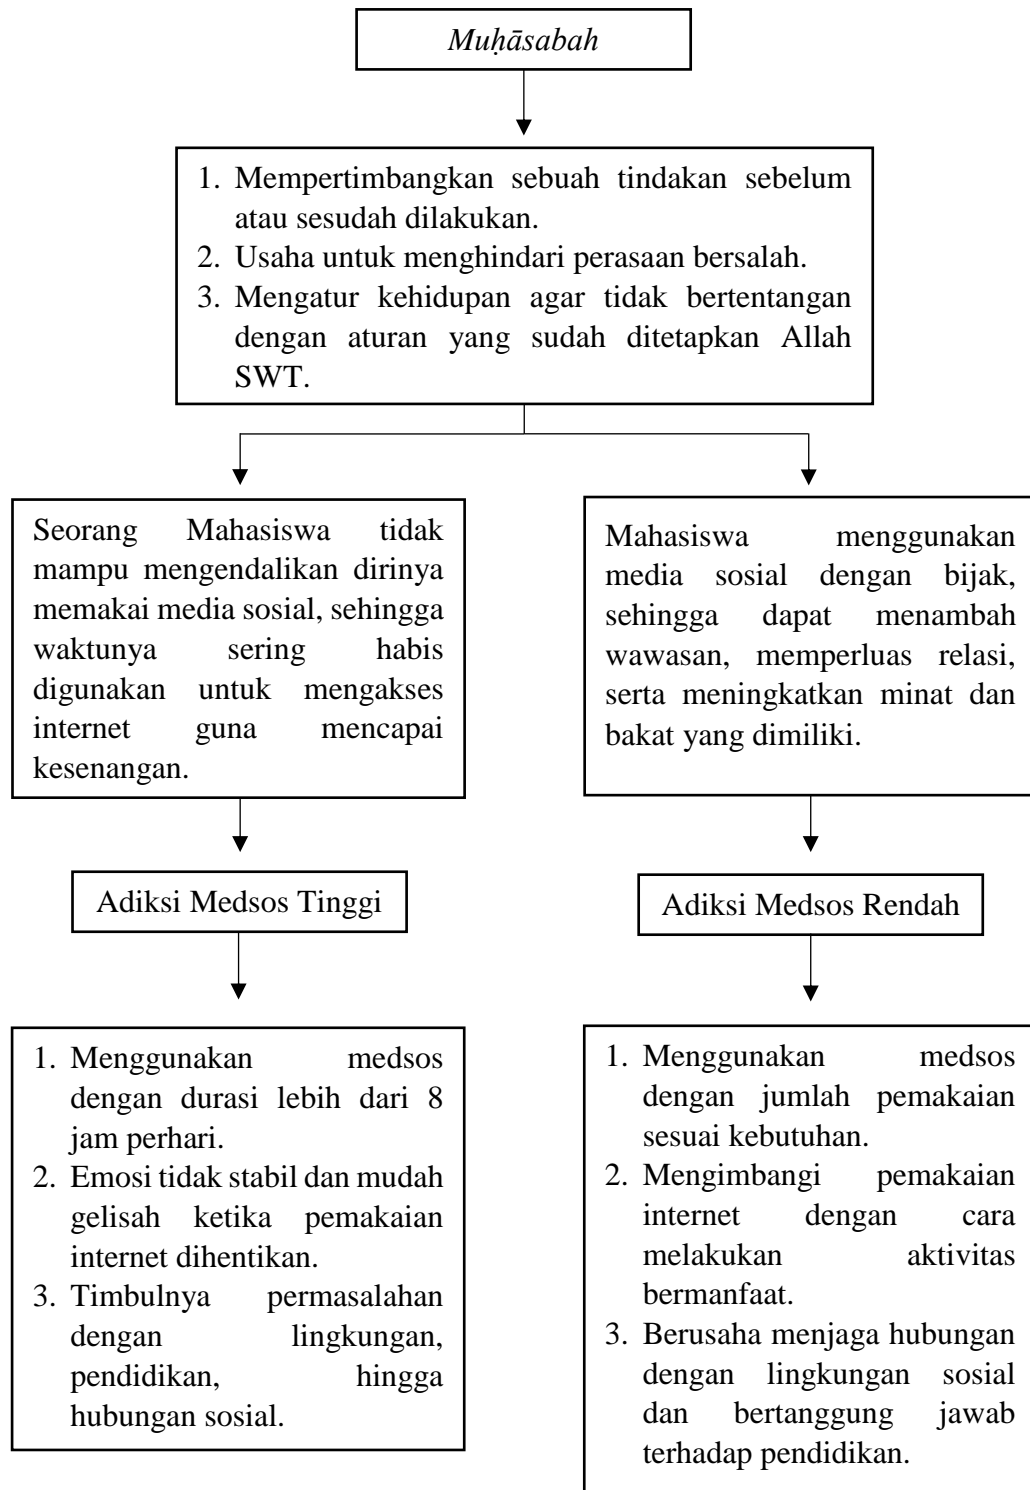 Muḥāsabah
1. Mempertimbangkan sebuah tindakan sebelum
atau sesudah dilakukan.
2. Usaha untuk menghindari perasaan bersalah.
3. Mengatur kehidupan agar tidak bertentangan
dengan aturan yang sudah ditetapkan Allah
SWT.
Seorang Mahasiswa tidak
mampu mengendalikan dirinya
memakai media sosial, sehingga
waktunya sering habis
digunakan untuk mengakses
internet guna mencapai
kesenangan.
Mahasiswa menggunakan
media sosial dengan bijak,
sehingga dapat menambah
wawasan, memperluas relasi,
serta meningkatkan minat dan
bakat yang dimiliki.
Adiksi Medsos Tinggi
Adiksi Medsos Rendah
1. Menggunakan medsos
dengan durasi lebih dari 8
jam perhari.
2. Emosi tidak stabil dan mudah
gelisah ketika pemakaian
internet dihentikan.
3. Timbulnya permasalahan
dengan lingkungan,
pendidikan, hingga
hubungan sosial.
1. Menggunakan medsos
dengan jumlah pemakaian
sesuai kebutuhan.
2. Mengimbangi pemakaian
internet dengan cara
melakukan aktivitas
bermanfaat.
3. Berusaha menjaga hubungan
dengan lingkungan sosial
dan bertanggung jawab
terhadap pendidikan.